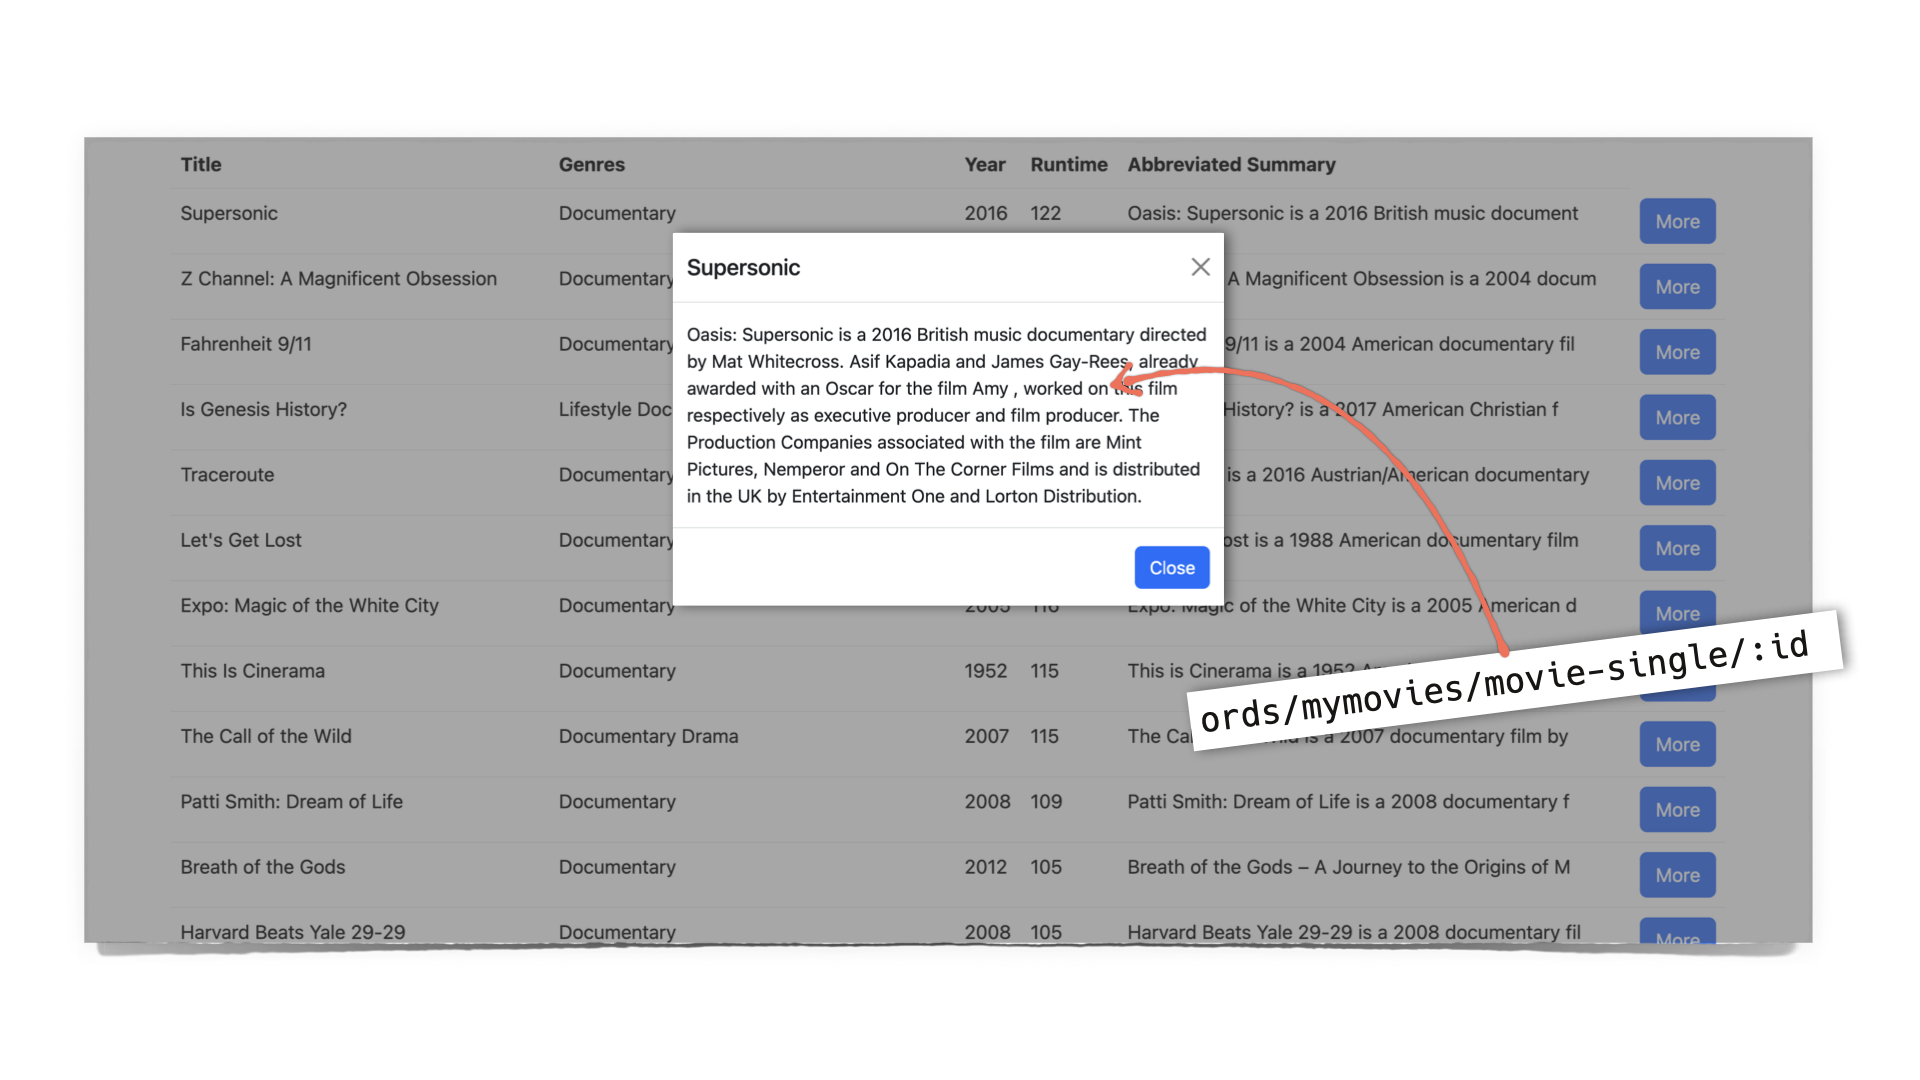 Title Genres Year Runtime Abbreviated Summary
Supersonic Documentary 2016 122 Oasis: Supersonic is a 2016 British music document More
Supersonic
Oasis: Supersonic is a 2016 British music documentary directed
by Mat Whitecross. Asif Kapadia and James Gay-Rees, already
awarded with an Oscar for the film Amy , worked on this film
respectively as executive producer and film producer. The
Production Companies associated with the film are Mint
Pictures, Nemperor and On The Corner Films and is distributed
in the UK by Entertainment One and Lorton Distribution.
Close
Z Channel: A Magnificent Obsession Documentary A Magnificent Obsession is a 2004 docum More
Fahrenheit 9/11 Documentary 9/11 is a 2004 American documentary fil More
Is Genesis History? Lifestyle Doc History? is a 2017 American Christian f More
Traceroute Documentary is a 2016 Austrian/American documentary More
Let's Get Lost Documentary ost is a 1988 American documentary film More
Expo: Magic of the White City Documentary 2005 116 Expo: Magic of the White City is a 2005 American d More
This Is Cinerama Documentary 1952 115 This is Cinerama is a 1952
ords/mymovies/movie-single/:id
The Call of the Wild Documentary Drama 2007 115 The Ca is a 2007 documentary film by More
Patti Smith: Dream of Life Documentary 2008 109 Patti Smith: Dream of Life is a 2008 documentary f More
Breath of the Gods Documentary 2012 105 Breath of the Gods – A Journey to the Origins of M More
Harvard Beats Yale 29-29 Documentary 2008 105 Harvard Beats Yale 29-29 is a 2008 documentary fil More